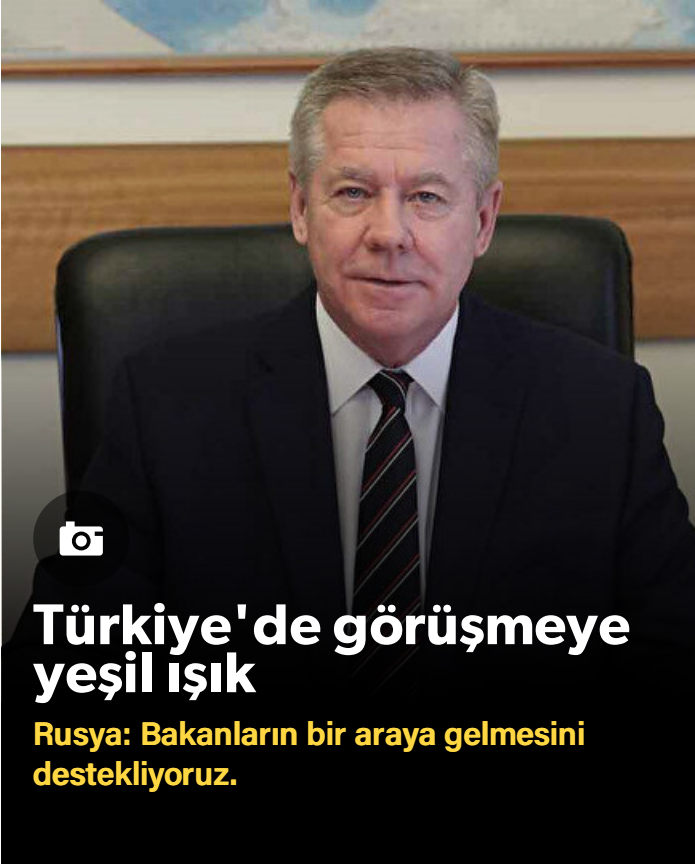 Türkiye'de görüşmeye
yeşil ışık
Rusya: Bakanların bir araya gelmesini
destekliyoruz.